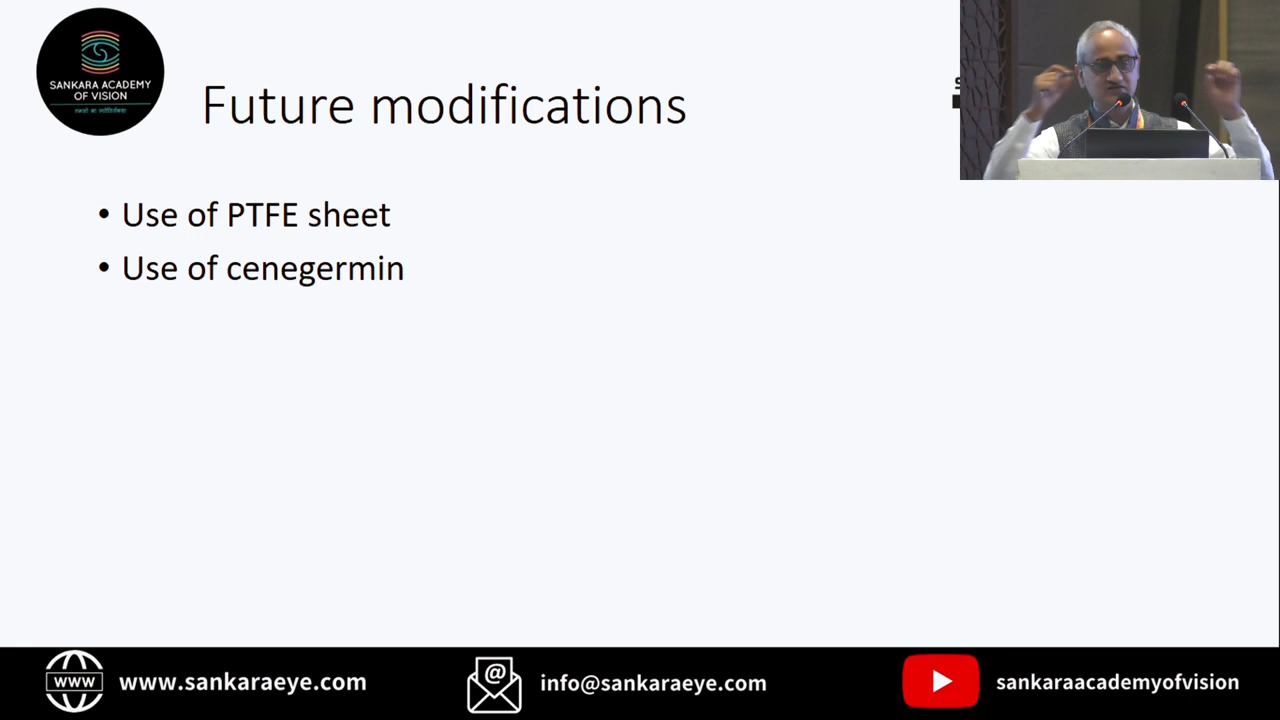 SANKARA ACADEMY
OF VISION
Future modifications
• Use of PTFE sheet
• Use of cenegermin
www
www.sankaraeye.com
@
info@sankaraeye.com
sankaraacademyofvision